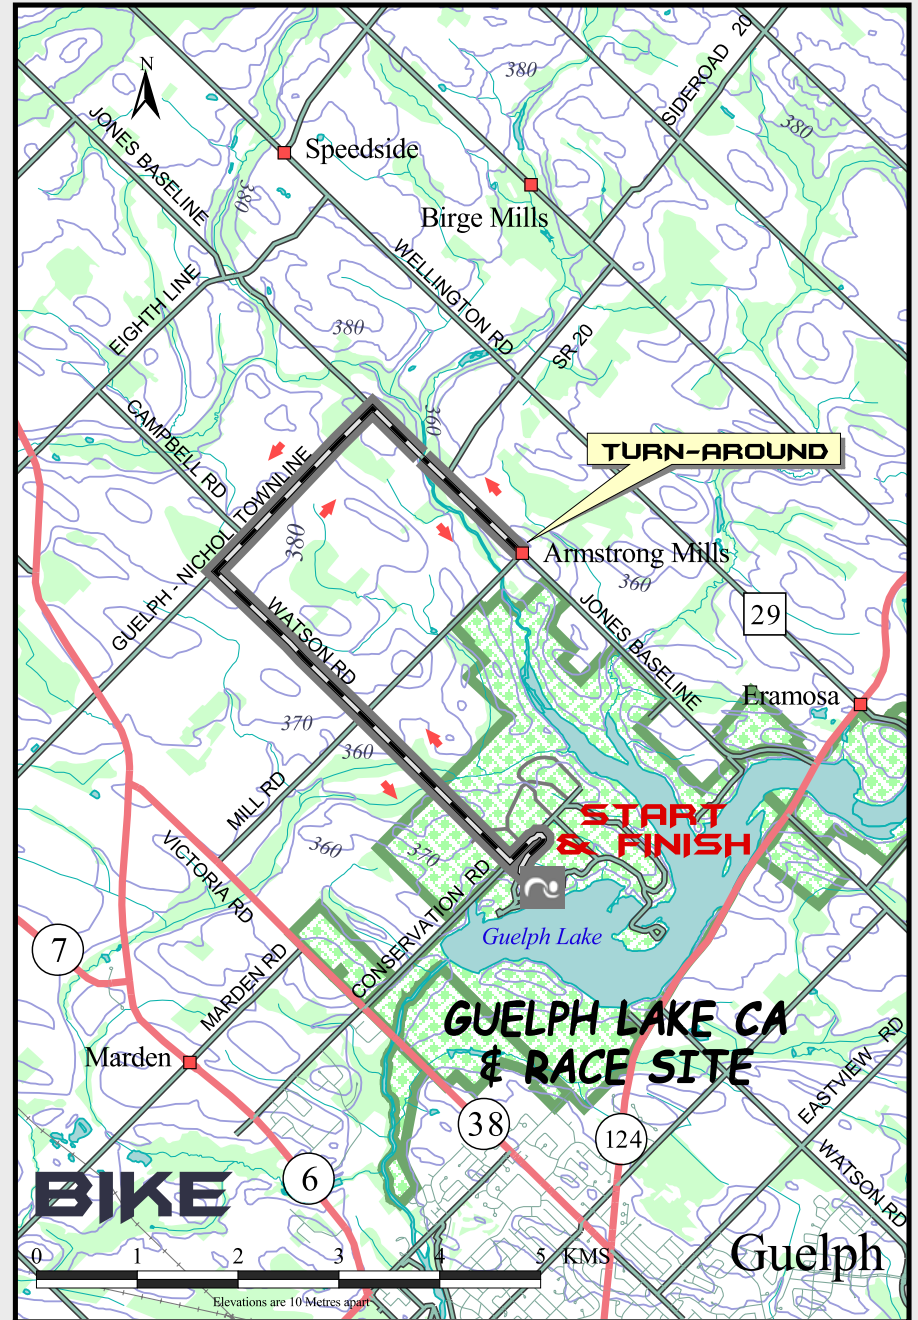 N
380
SIDEROAD 20
380
JONES BASELINE
Speedside
380
Birge Mills
WELLINGTON RD
EIGHTH LINE
380
SR 20
360
CAMPBELL RD
TURN-AROUND
GUELPH - NICHOL TOWNLINE
380
Armstrong Mills
360
WATSON RD
JONES BASELINE
29
Eramosa
370
360
MILL RD
START
& FINISH
360
370
VICTORIA RD
CONSERVATION RD
Guelph Lake
7
MARDEN RD
GUELPH LAKE CA
& RACE SITE
Marden
EASTVIEW RD
38
124
WATSON RD
6
BIKE
Guelph
0 1 2 3 4 5 KMS
Elevations are 10 Metres apart